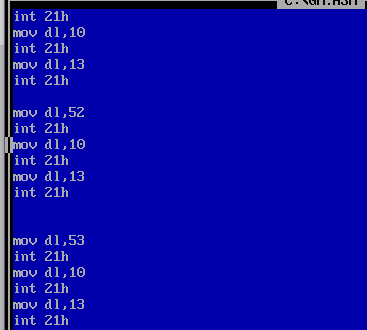 C:\GM.ASM
int 21h
mov dl,10
int 21h
mov dl,13
int 21h
mov dl,52
int 21h
mov dl,10
int 21h
mov dl,13
int 21h
mov dl,53
int 21h
mov dl,10
int 21h
mov dl,13
int 21h